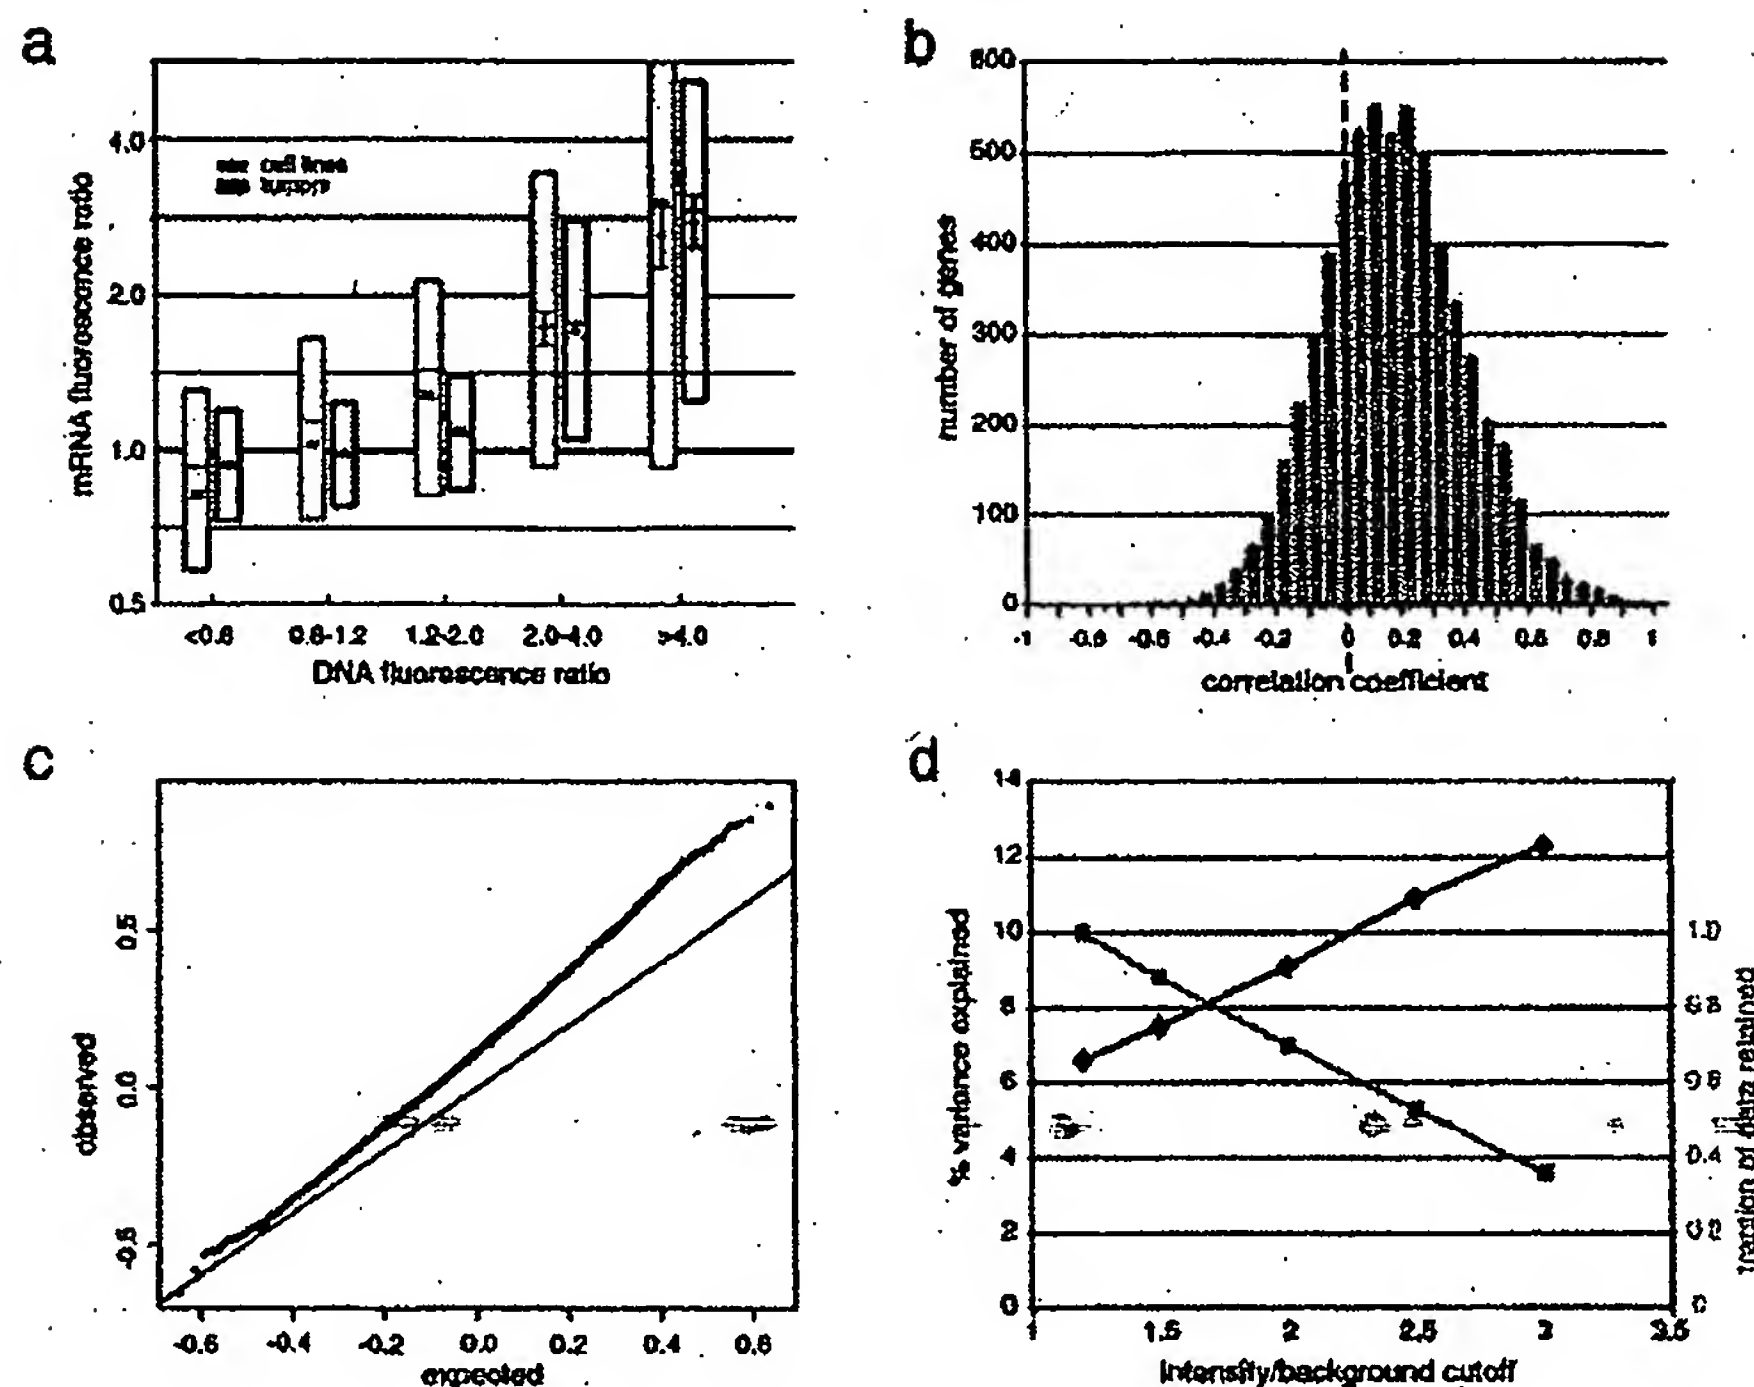 a
4.0
2.0
1.0
0.5
mRNA fluorescence ratio
cell lines
tumors
<0.8 0.8-1.2 1.2-2.0 2.0-4.0 >4.0
DNA fluorescence ratio
b
600
500
400
300
200
100
0
number of genes
-1 -0.8 -0.6 -0.4 -0.2 0 0.2 0.4 0.6 0.8 1
correlation coefficient
c
0.5
0.0
-0.5
observed
-0.6 -0.4 -0.2 0.0 0.2 0.4 0.6
expected
d
14
12
10
8
6
4
2
0
% variance explained
1.0
0.8
0.6
0.4
0.2
0
fraction of data retained
1 1.5 2 2.5 3 3.5
intensity/background cutoff